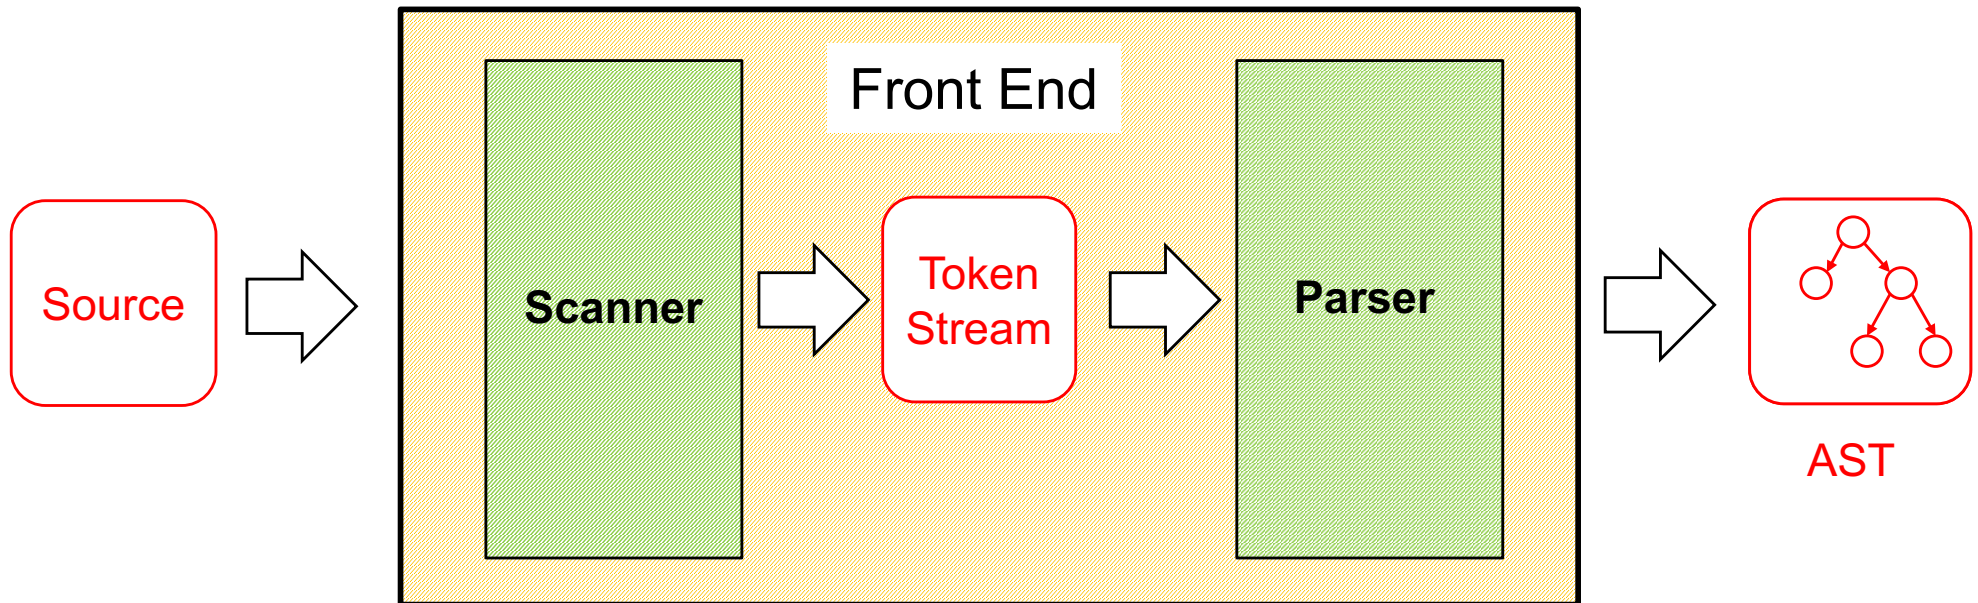 Front End
Source
Scanner
Token
Stream
Parser
AST